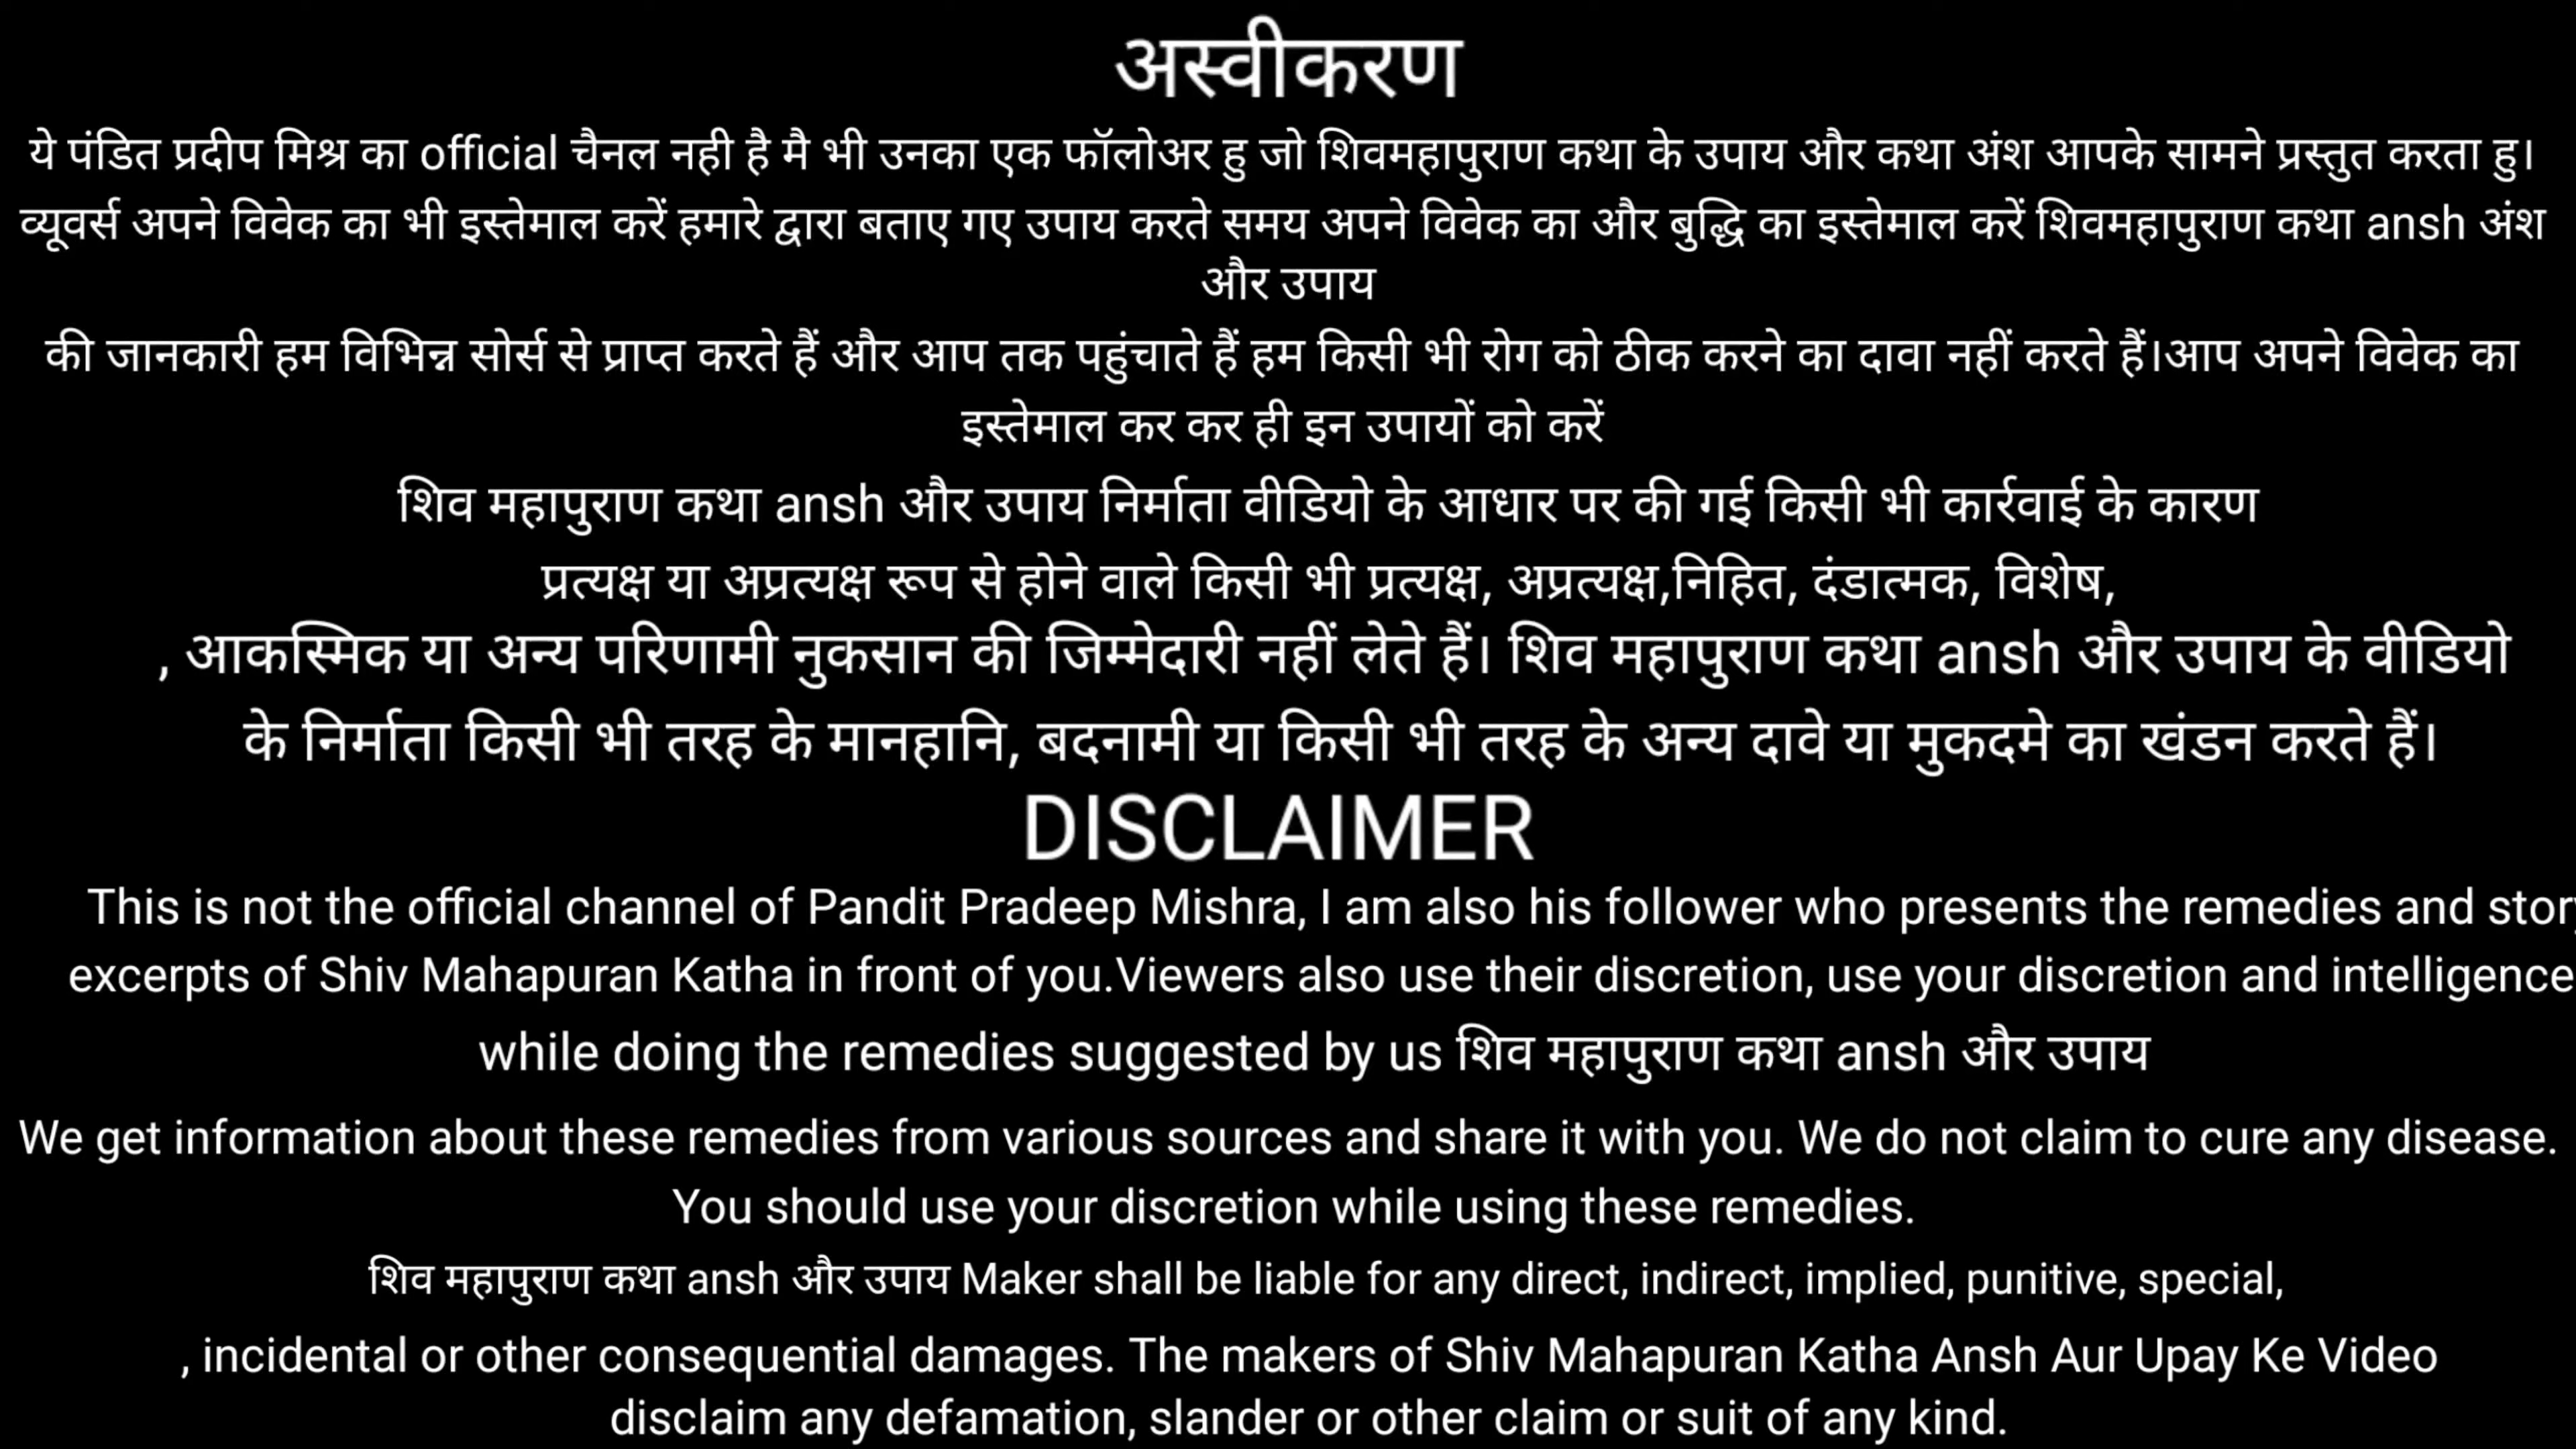 अस्वीकरण
ये पंडित प्रदीप मिश्र का official चैनल नही है मै भी उनका एक फॉलोअर हु जो शिवमहापुराण कथा के उपाय और कथा अंश आपके सामने प्रस्तुत करता हु।
व्यूवर्स अपने विवेक का भी इस्तेमाल करें हमारे द्वारा बताए गए उपाय करते समय अपने विवेक का और बुद्धि का इस्तेमाल करें शिवमहापुराण कथा ansh अंश
और उपाय
की जानकारी हम विभिन्न सोर्स से प्राप्त करते हैं और आप तक पहुंचाते हैं हम किसी भी रोग को ठीक करने का दावा नहीं करते हैं।आप अपने विवेक का
इस्तेमाल कर कर ही इन उपायों को करें
शिव महापुराण कथा ansh और उपाय निर्माता वीडियो के आधार पर की गई किसी भी कार्रवाई के कारण
प्रत्यक्ष या अप्रत्यक्ष रूप से होने वाले किसी भी प्रत्यक्ष, अप्रत्यक्ष,निहित, दंडात्मक, विशेष,
, आकस्मिक या अन्य परिणामी नुकसान की जिम्मेदारी नहीं लेते हैं। शिव महापुराण कथा ansh और उपाय के वीडियो
के निर्माता किसी भी तरह के मानहानि, बदनामी या किसी भी तरह के अन्य दावे या मुकदमे का खंडन करते हैं।
DISCLAIMER
This is not the official channel of Pandit Pradeep Mishra, I am also his follower who presents the remedies and story
excerpts of Shiv Mahapuran Katha in front of you.Viewers also use their discretion, use your discretion and intelligence
while doing the remedies suggested by us शिव महापुराण कथा ansh और उपाय
We get information about these remedies from various sources and share it with you. We do not claim to cure any disease.
You should use your discretion while using these remedies.
शिव महापुराण कथा ansh और उपाय Maker shall be liable for any direct, indirect, implied, punitive, special,
, incidental or other consequential damages. The makers of Shiv Mahapuran Katha Ansh Aur Upay Ke Video
disclaim any defamation, slander or other claim or suit of any kind.